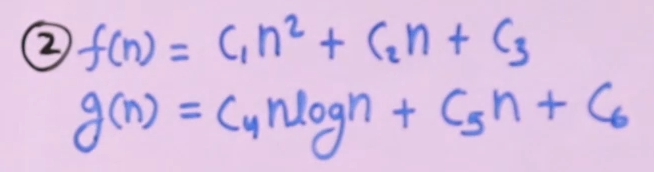 ② f(n) = C₁n² + C₂n + C₃
g(n) = C₄nlogn + C₅n + C₆